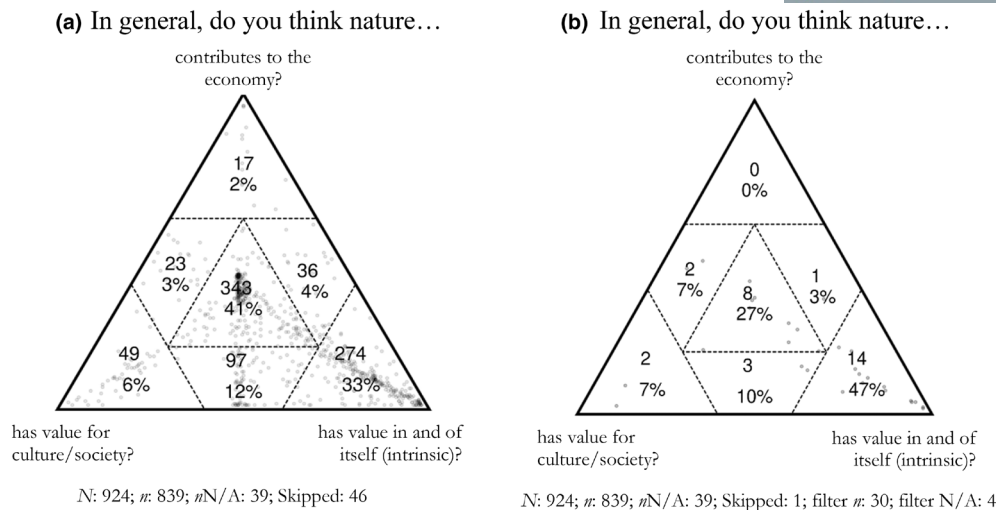 (a) In general, do you think nature…
contributes to the
economy?
17
2%
23
3%
343
41%
36
4%
49
6%
97
12%
274
33%
has value for
culture/society?
has value in and of
itself (intrinsic)?
N: 924; n: 839; nN/A: 39; Skipped: 46
(b) In general, do you think nature…
contributes to the
economy?
0
0%
2
7%
8
27%
1
3%
2
7%
3
10%
14
47%
has value for
culture/society?
has value in and of
itself (intrinsic)?
N: 924; n: 839; nN/A: 39; Skipped: 1; filter n: 30; filter N/A: 4